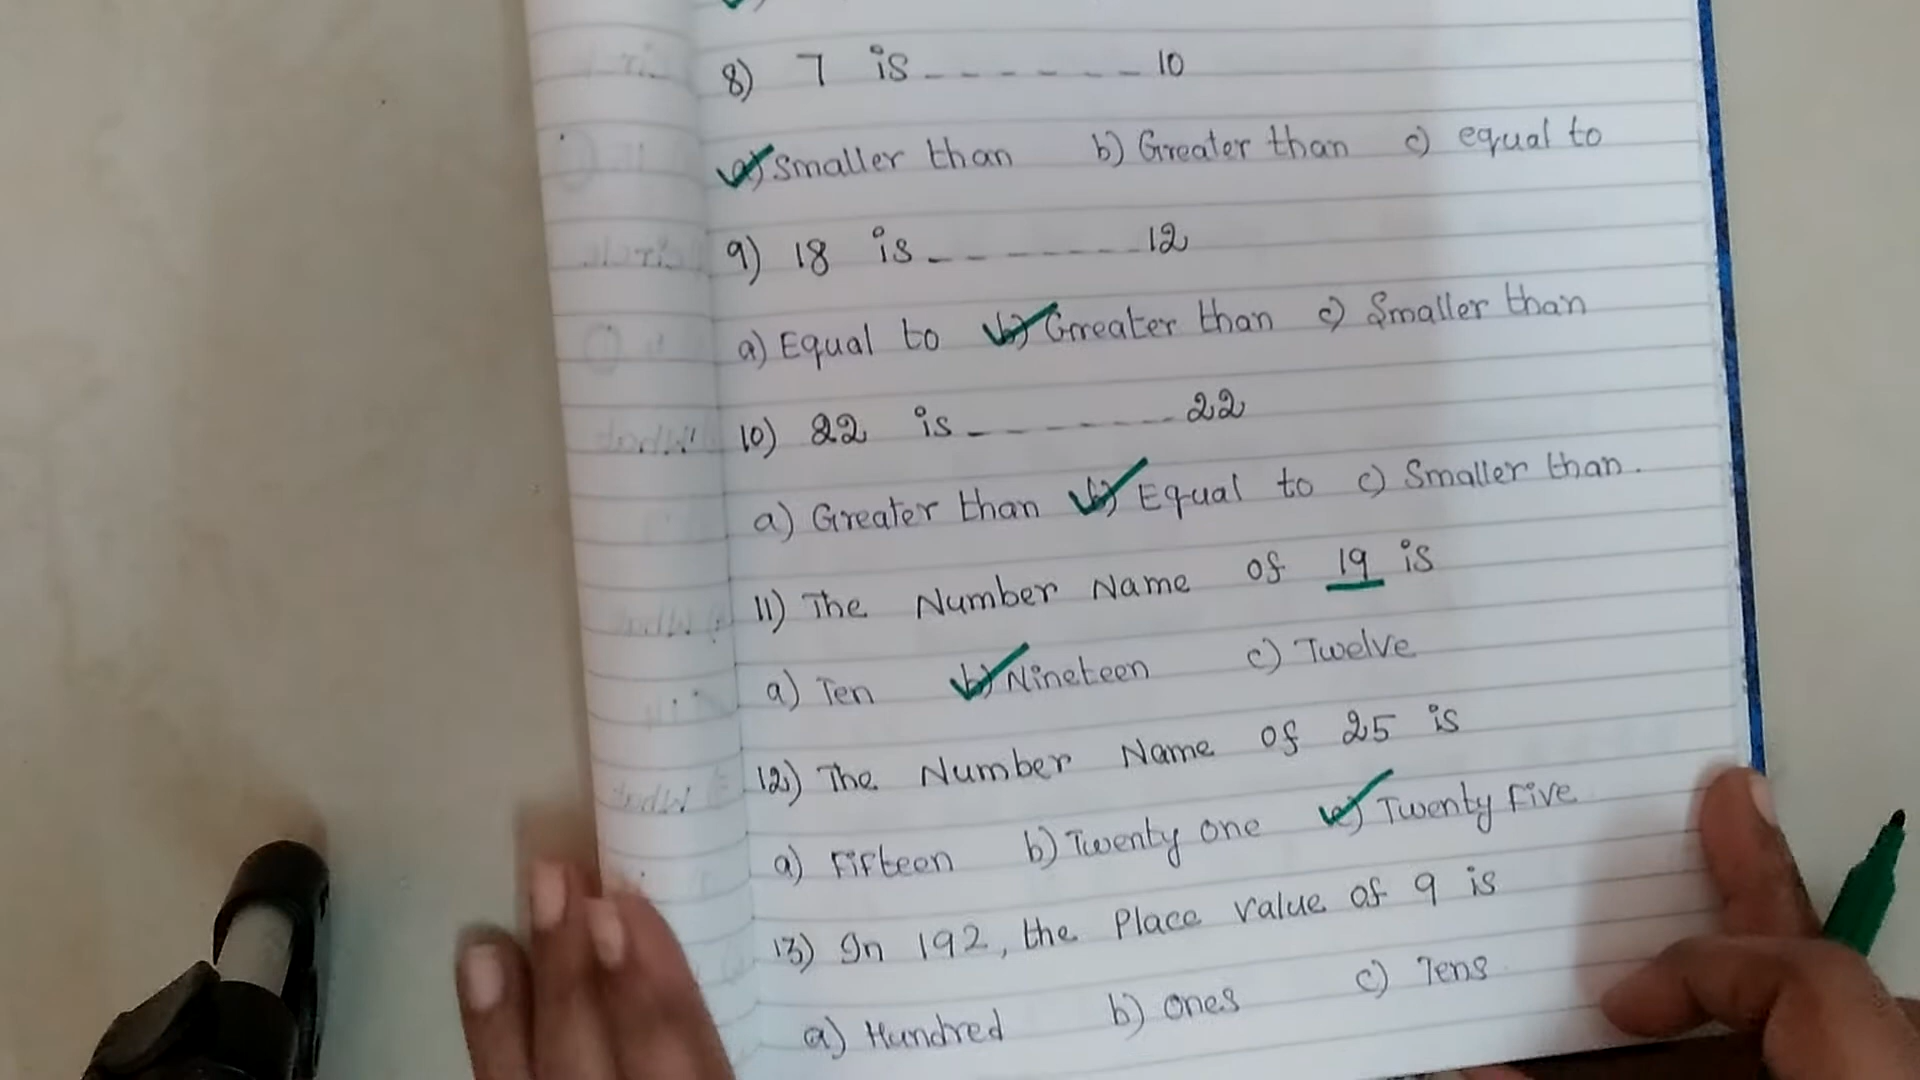 8) 7 is ------ 10
a) Smaller than b) Greater than c) equal to
9) 18 is ------- 12
a) Equal to b) Greater than c) Smaller than
10) 22 is ------- 22
a) Greater than b) Equal to c) Smaller than.
11) The Number Name of 19 is
a) Ten b) Nineteen c) Twelve
12) The Number Name of 25 is
a) Fifteen b) Twenty one c) Twenty Five
13) In 192, the Place value of 9 is
a) Hundred b) ones c) Tens